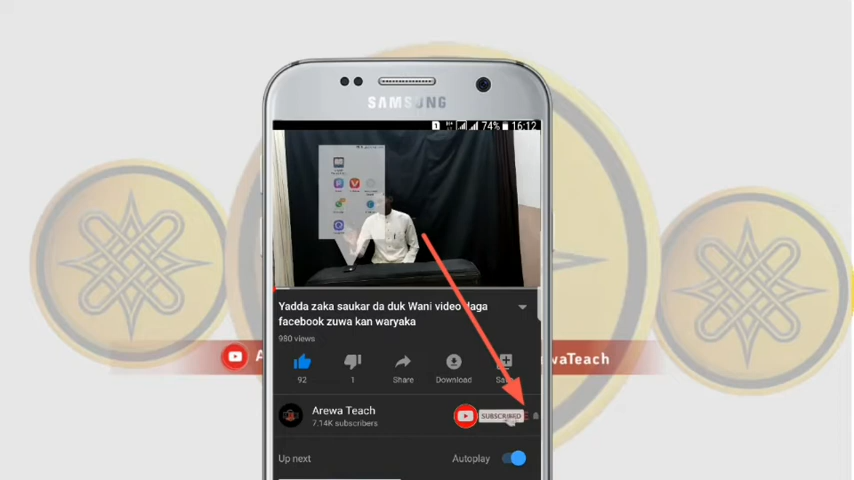 SAMSUNG
74% 16:12
Yadda zaka saukar da duk Wani video daga
facebook zuwa kan waryaka
980 views
92
1
Share
Download
Arewa Teach
7.14K subscribers
SUBSCRIBED
Up next
Autoplay